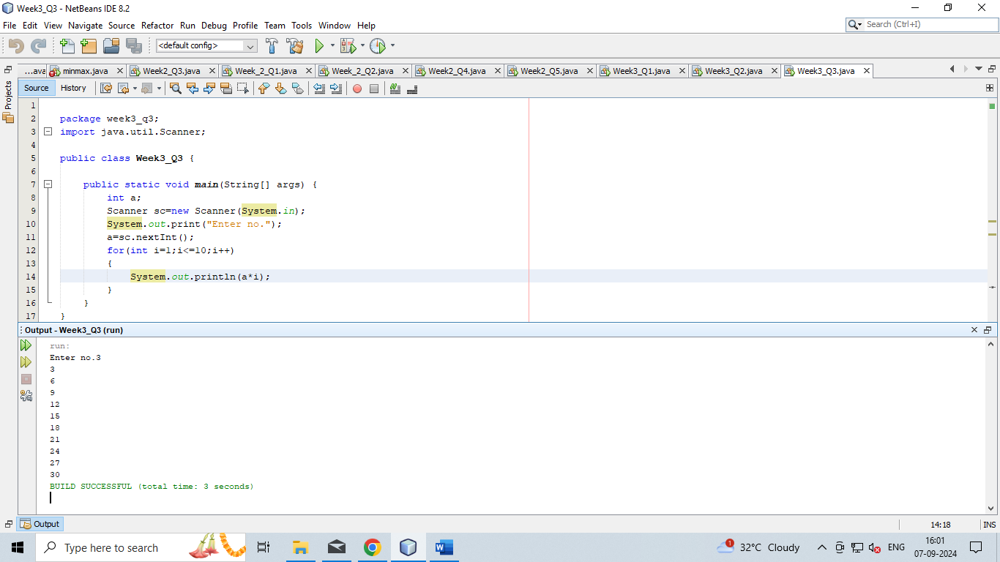 Week3_Q3 - NetBeans IDE 8.2
File Edit View Navigate Source Refactor Run Debug Profile Team Tools Window Help
Search (Ctrl+I)
<default config>
Projects
...ava minmax.java Week2_Q3.java Week_2_Q1.java Week_2_Q2.java Week2_Q4.java Week2_Q5.java Week3_Q1.java Week3_Q2.java Week3_Q3.java
Source History
1
2 package week3_q3;
3 import java.util.Scanner;
4
5 public class Week3_Q3 {
6
7 public static void main(String[] args) {
8 int a;
9 Scanner sc=new Scanner(System.in);
10 System.out.print("Enter no.");
11 a=sc.nextInt();
12 for(int i=1;i<=10;i++)
13 {
14 System.out.println(a*i);
15 }
16 }
17 }
Output - Week3_Q3 (run)
run:
Enter no.3
3
6
9
12
15
18
21
24
27
30
BUILD SUCCESSFUL (total time: 3 seconds)
Output
14:18 INS
Type here to search
1
32°C Cloudy
ENG
16:01
07-09-2024